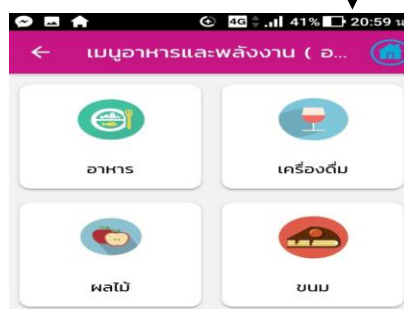 4G 41% 20:59 น
เมนูอาหารและพลังงาน ( อ...
อาหาร
เครื่องดื่ม
ผลไม้
ขนม